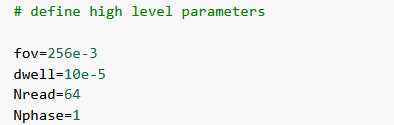 # define high level parameters
fov=256e-3
dwell=10e-5
Nread=64
Nphase=1